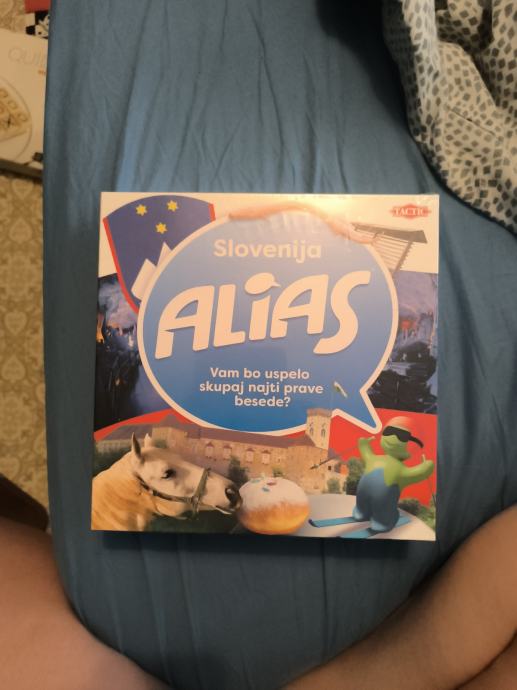 TACTIC
Slovenija
ALIAS
Vam bo uspelo
skupaj najti prave
besede?